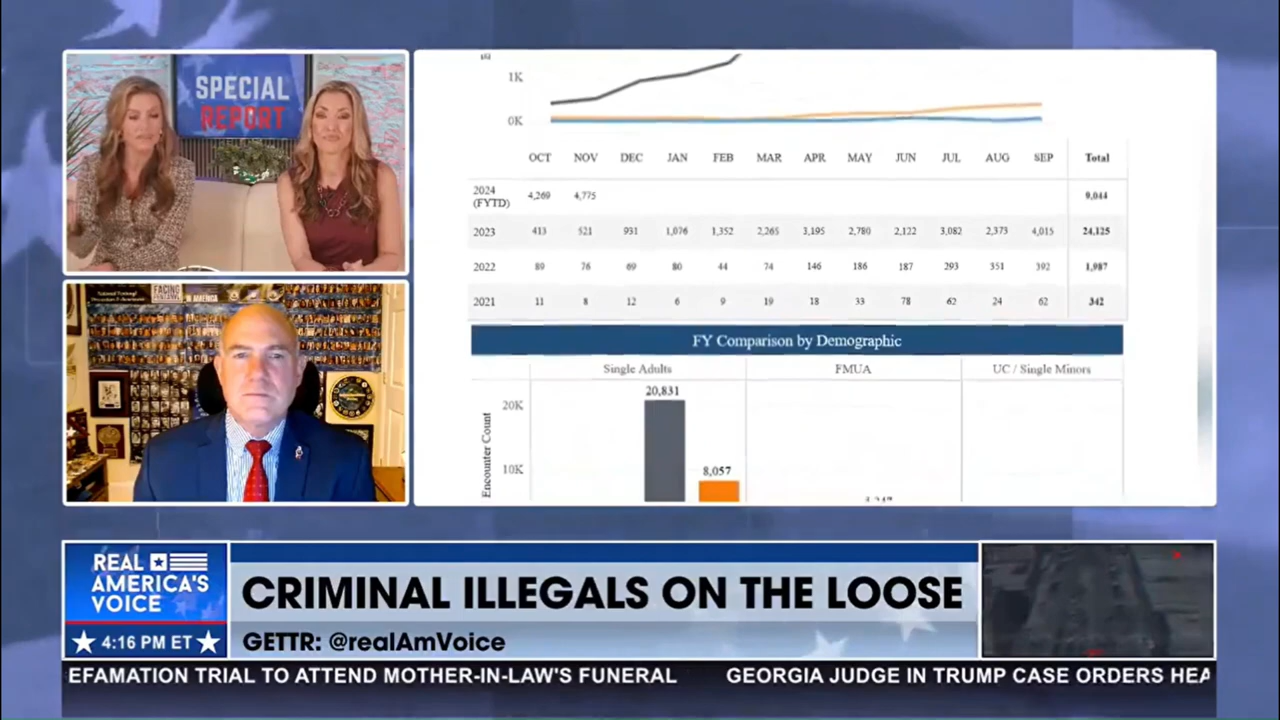 SPECIAL
REPORT
1K
0K
OCT NOV DEC JAN FEB MAR APR MAY JUN JUL AUG SEP Total
2024
(FYTD) 4,269 4,775 9,044
2023 413 521 931 1,076 1,352 2,265 3,195 2,780 2,122 3,082 2,373 4,015 24,125
2022 89 76 69 80 44 74 146 186 187 293 351 392 1,987
2021 11 8 12 6 9 19 18 33 78 62 24 62 342
FY Comparison by Demographic
Single Adults FMUA UC / Single Minors
20,831
20K
8,057
10K
Encounter Count
FACING
REAL
AMERICA'S
VOICE
4:16 PM ET
CRIMINAL ILLEGALS ON THE LOOSE
GETTR: @realAmVoice
EFAMATION TRIAL TO ATTEND MOTHER-IN-LAW'S FUNERAL GEORGIA JUDGE IN TRUMP CASE ORDERS HEA